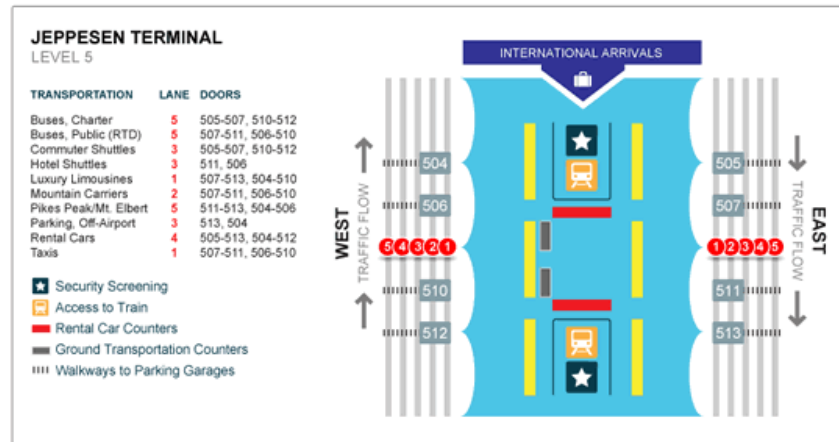 JEPPESEN TERMINAL
LEVEL 5
TRANSPORTATION LANE DOORS
Buses, Charter 5 505-507, 510-512
Buses, Public (RTD) 5 507-511, 506-510
Commuter Shuttles 3 505-507, 510-512
Hotel Shuttles 3 511, 506
Luxury Limousines 1 507-513, 504-510
Mountain Carriers 2 507-511, 506-510
Pikes Peak/Mt. Elbert 5 511-513, 504-506
Parking, Off-Airport 3 513, 504
Rental Cars 4 505-513, 504-512
Taxis 1 507-511, 506-510
Security Screening
Access to Train
Rental Car Counters
Ground Transportation Counters
Walkways to Parking Garages
INTERNATIONAL ARRIVALS
WEST
TRAFFIC FLOW
504
506
5 4 3 2 1
510
512
505
507
1 2 3 4 5
511
513
TRAFFIC FLOW
EAST